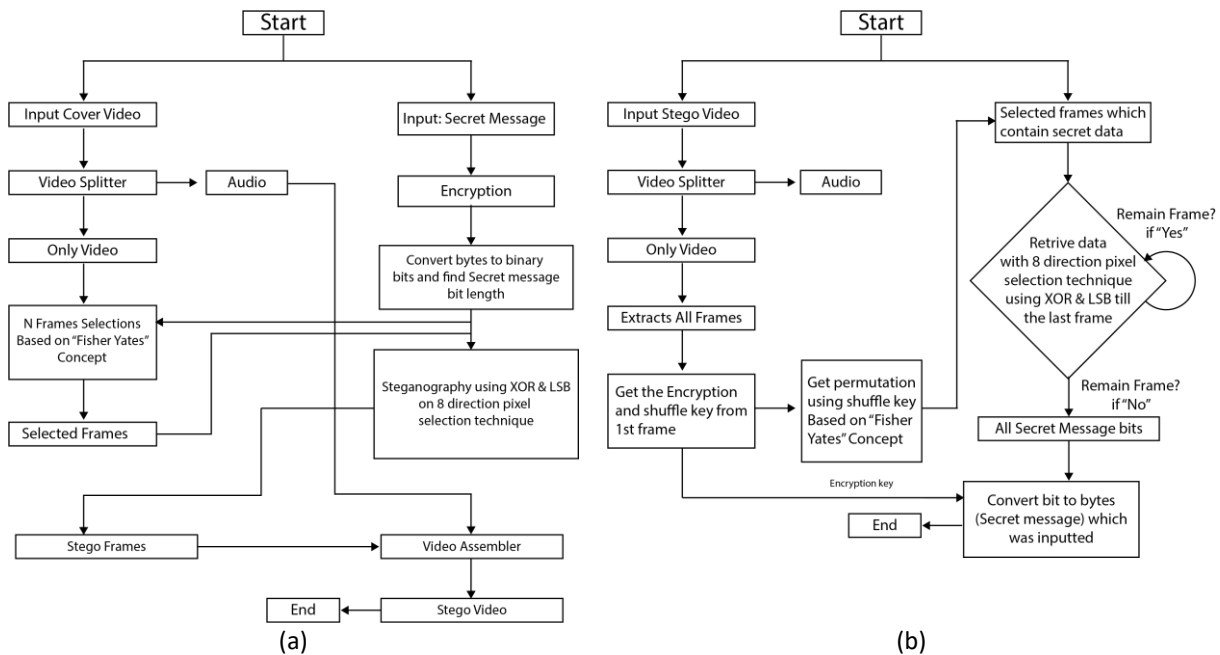 Start
Input Cover Video
Input: Secret Message
Video Splitter
Audio
Encryption
Only Video
Convert bytes to binary
bits and find Secret message
bit length
N Frames Selections
Based on "Fisher Yates"
Concept
Steganography using XOR & LSB
on 8 direction pixel
selection technique
Selected Frames
Stego Frames
Video Assembler
End
Stego Video
(a)
Start
Input Stego Video
Selected frames which
contain secret data
Video Splitter
Audio
Remain Frame?
if "Yes"
Only Video
Retrive data
with 8 direction pixel
selection technique
using XOR & LSB till
the last frame
Extracts All Frames
Get the Encryption
and shuffle key from
1st frame
Get permutation
using shuffle key
Based on "Fisher
Yates" Concept
Remain Frame?
if "No"
All Secret Message bits
Encryption key
Convert bit to bytes
(Secret message) which
was inputted
End
(b)